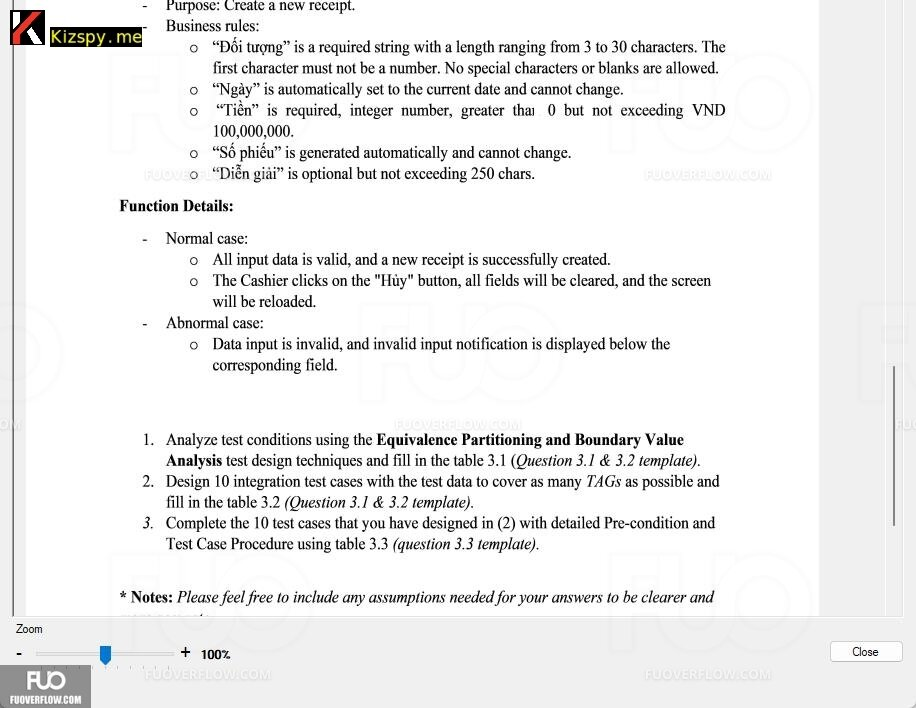 - Purpose: Create a new receipt.
Kizspy.me
- Business rules:
o “Đối tượng” is a required string with a length ranging from 3 to 30 characters. The
first character must not be a number. No special characters or blanks are allowed.
o “Ngày” is automatically set to the current date and cannot change.
o “Tiền” is required, integer number, greater than 0 but not exceeding VND
100,000,000.
o “Số phiếu” is generated automatically and cannot change.
o “Diễn giải” is optional but not exceeding 250 chars.
FUOVERFLOW.COM
Function Details:
- Normal case:
o All input data is valid, and a new receipt is successfully created.
o The Cashier clicks on the "Hủy" button, all fields will be cleared, and the screen
will be reloaded.
- Abnormal case:
o Data input is invalid, and invalid input notification is displayed below the
corresponding field.
FUO
FUOVERFLOW.COM
1. Analyze test conditions using the Equivalence Partitioning and Boundary Value
Analysis test design techniques and fill in the table 3.1 (Question 3.1 & 3.2 template).
2. Design 10 integration test cases with the test data to cover as many TAGs as possible and
fill in the table 3.2 (Question 3.1 & 3.2 template).
3. Complete the 10 test cases that you have designed in (2) with detailed Pre-condition and
Test Case Procedure using table 3.3 (question 3.3 template).
* Notes: Please feel free to include any assumptions needed for your answers to be clearer and
Zoom
- + 100%
Close
FUOVERFLOW.COM
FUOVERFLOW.COM
FUO
FUOVERFLOW.COM